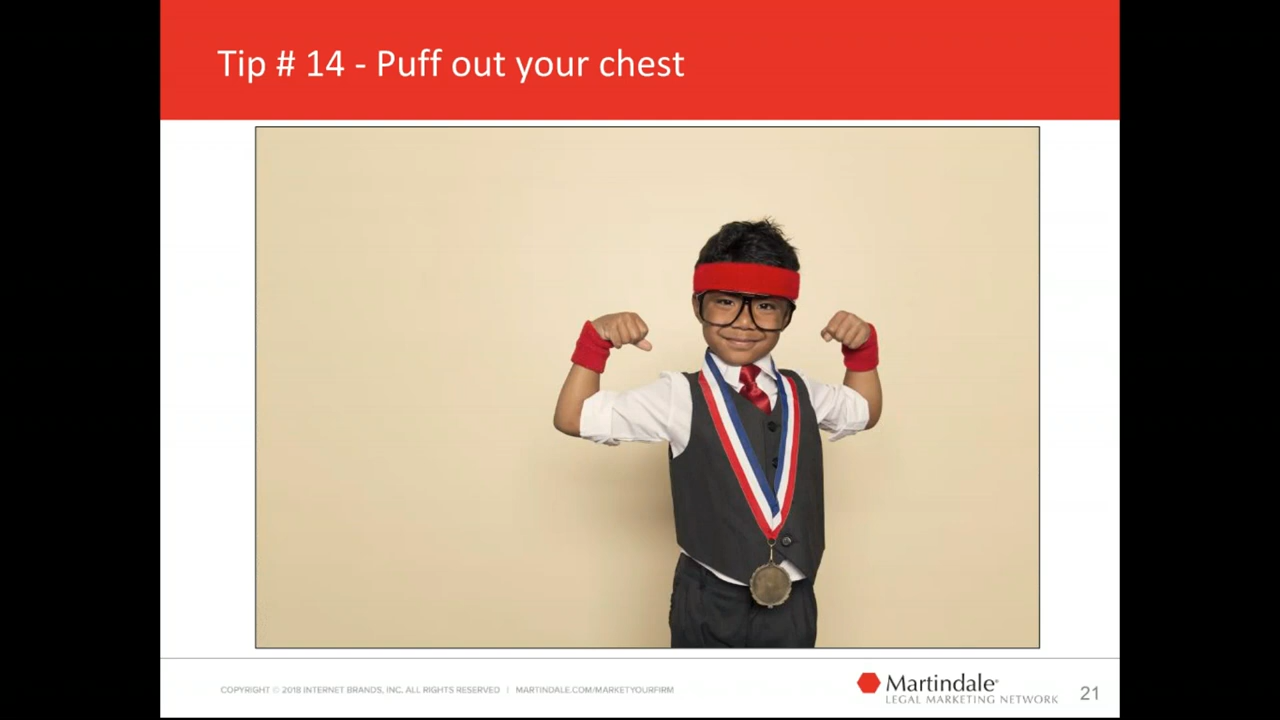 Tip # 14 - Puff out your chest
COPYRIGHT © 2018 INTERNET BRANDS, INC. ALL RIGHTS RESERVED | MARTINDALE.COM/MARKETYOURFIRM
Martindale®
LEGAL MARKETING NETWORK
21